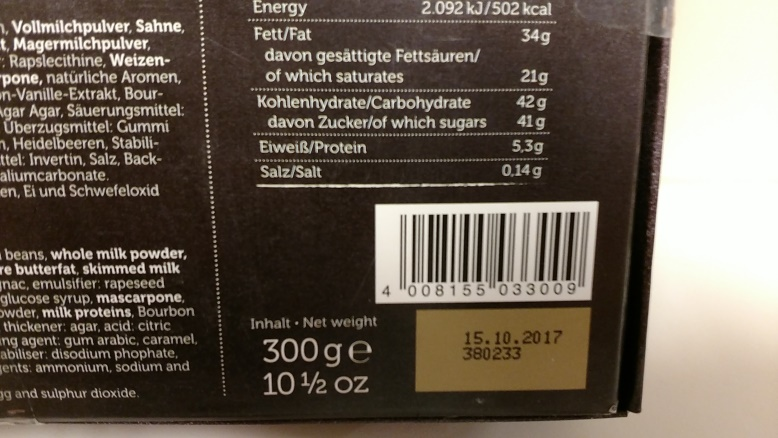 Vollmilchpulver, Sahne,
Magermilchpulver,
Rapslecithine, Weizen-
natürliche Aromen,
-Vanille-Extrakt, Bour-
Agar Agar, Säuerungsmittel:
Überzugsmittel: Gummi
Heidelbeeren, Stabili-
Invertin, Salz, Back-
Ei und Schwefeloxid
beans, whole milk powder,
butterfat, skimmed milk
emulsifier: rapeseed
glucose syrup, mascarpone,
milk proteins, Bourbon
thickener: agar, acid: citric
agent: gum arabic, caramel,
disodium phophate,
ammonium, sodium and
sulphur dioxide.
Energy 2.092 kJ/502 kcal
Fett/Fat 34g
davon gesättigte Fettsäuren/
of which saturates 21g
Kohlenhydrate/Carbohydrate 42 g
davon Zucker/of which sugars 41g
Eiweiß/Protein 5,3g
Salz/Salt 0,14 g
4 008155 033009
Inhalt • Net weight
300 g e
10 ½ oz
15.10.2017
380233